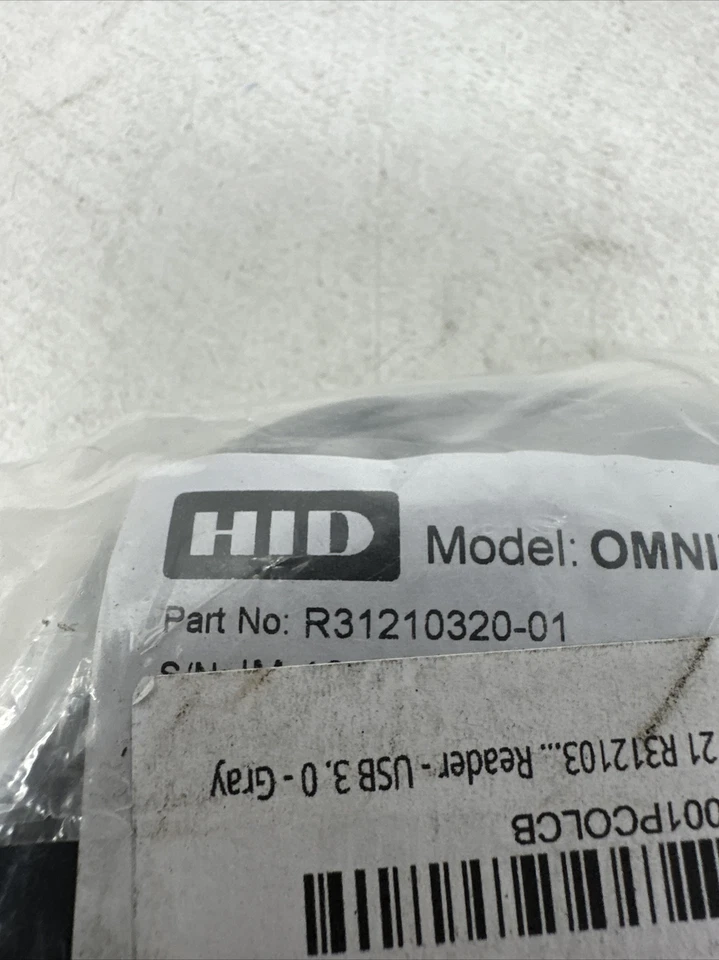 HID
Model: OMNI
Part No: R31210320-01
S/N:
21 R312103... Reader - USB 3. 0 - Gray
001PCOLCB